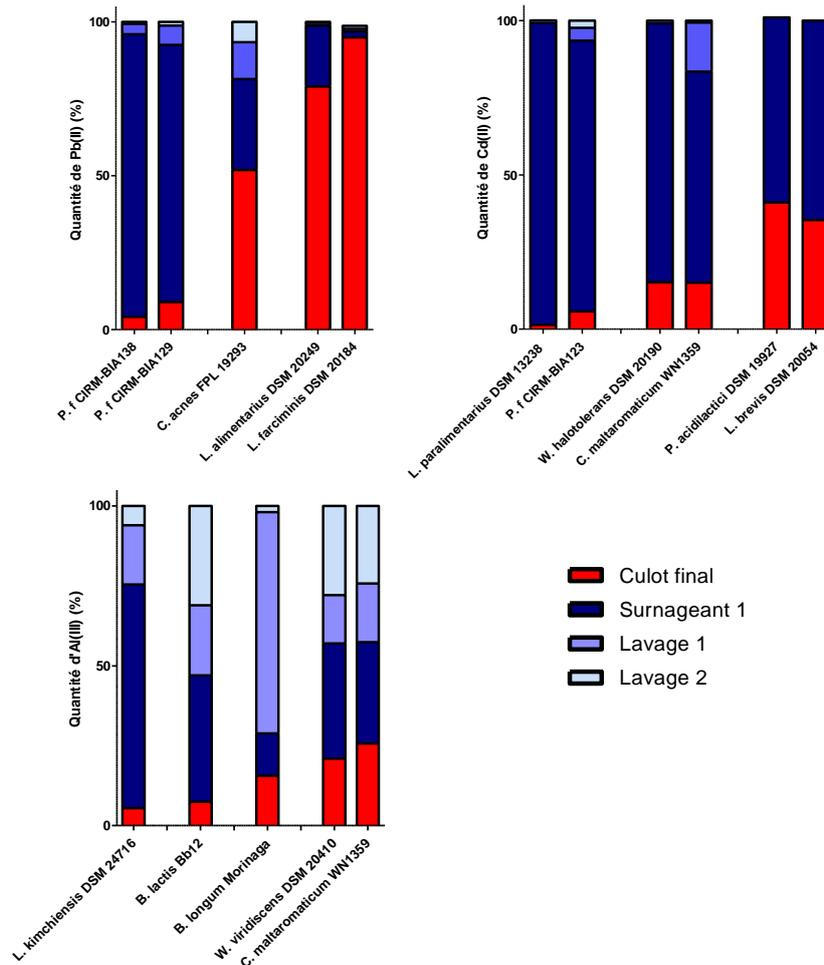 Quantité de Pb(II) (%)
100
50
0
P. f CIRM-BIA138
P. f CIRM-BIA129
C. acnes FPL 19293
L. alimentarius DSM 20249
L. farciminis DSM 20184
Quantité de Cd(II) (%)
100
50
0
L. paralimentarius DSM 13238
P. f CIRM-BIA123
W. halotolerans DSM 20190
C. maltaromaticum WN1359
P. acidilactici DSM 19927
L. brevis DSM 20054
Quantité d'Al(III) (%)
100
50
0
L. kimchiensis DSM 24716
B. lactis Bb12
B. longum Morinaga
W. viridiscens DSM 20410
C. maltaromaticum WN1359
Culot final
Surnageant 1
Lavage 1
Lavage 2